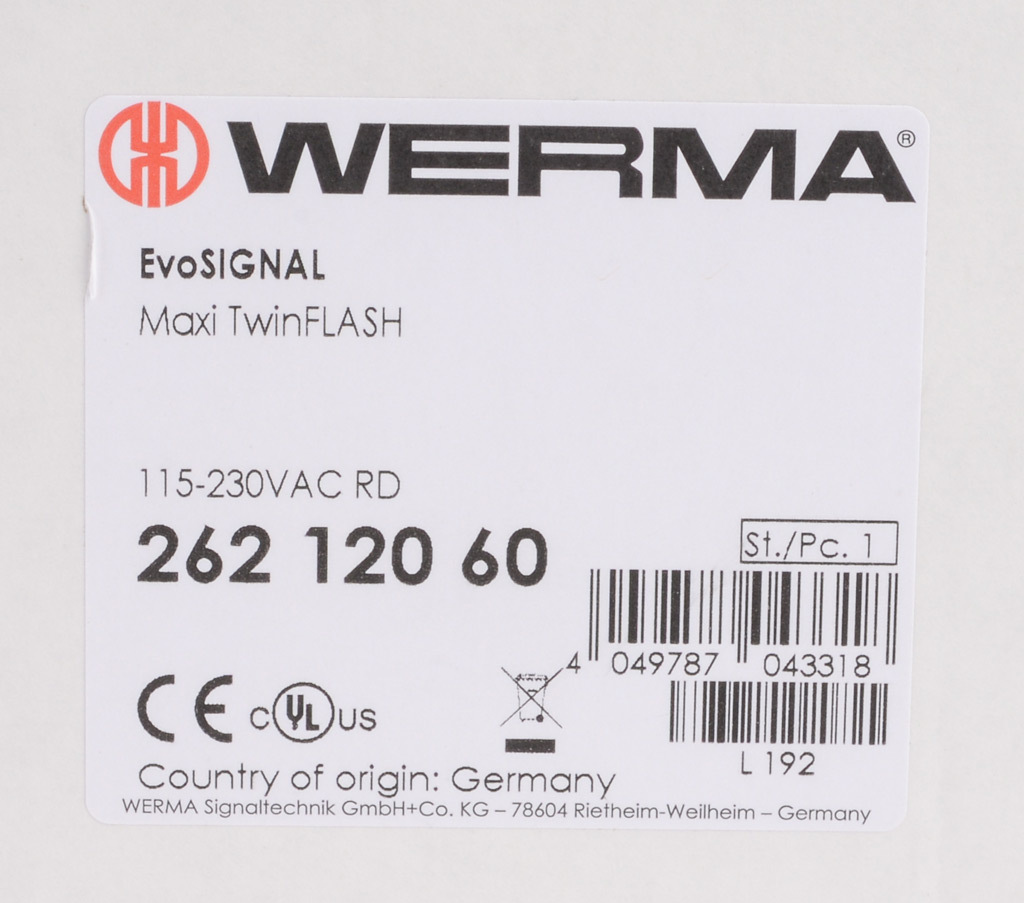 WERMA®
EvoSIGNAL
Maxi TwinFLASH
115-230VAC RD
262 120 60
St./Pc. 1
4 049787 043318
CE c UL US
L 192
Country of origin: Germany
WERMA Signaltechnik GmbH+Co. KG – 78604 Rietheim-Weilheim – Germany